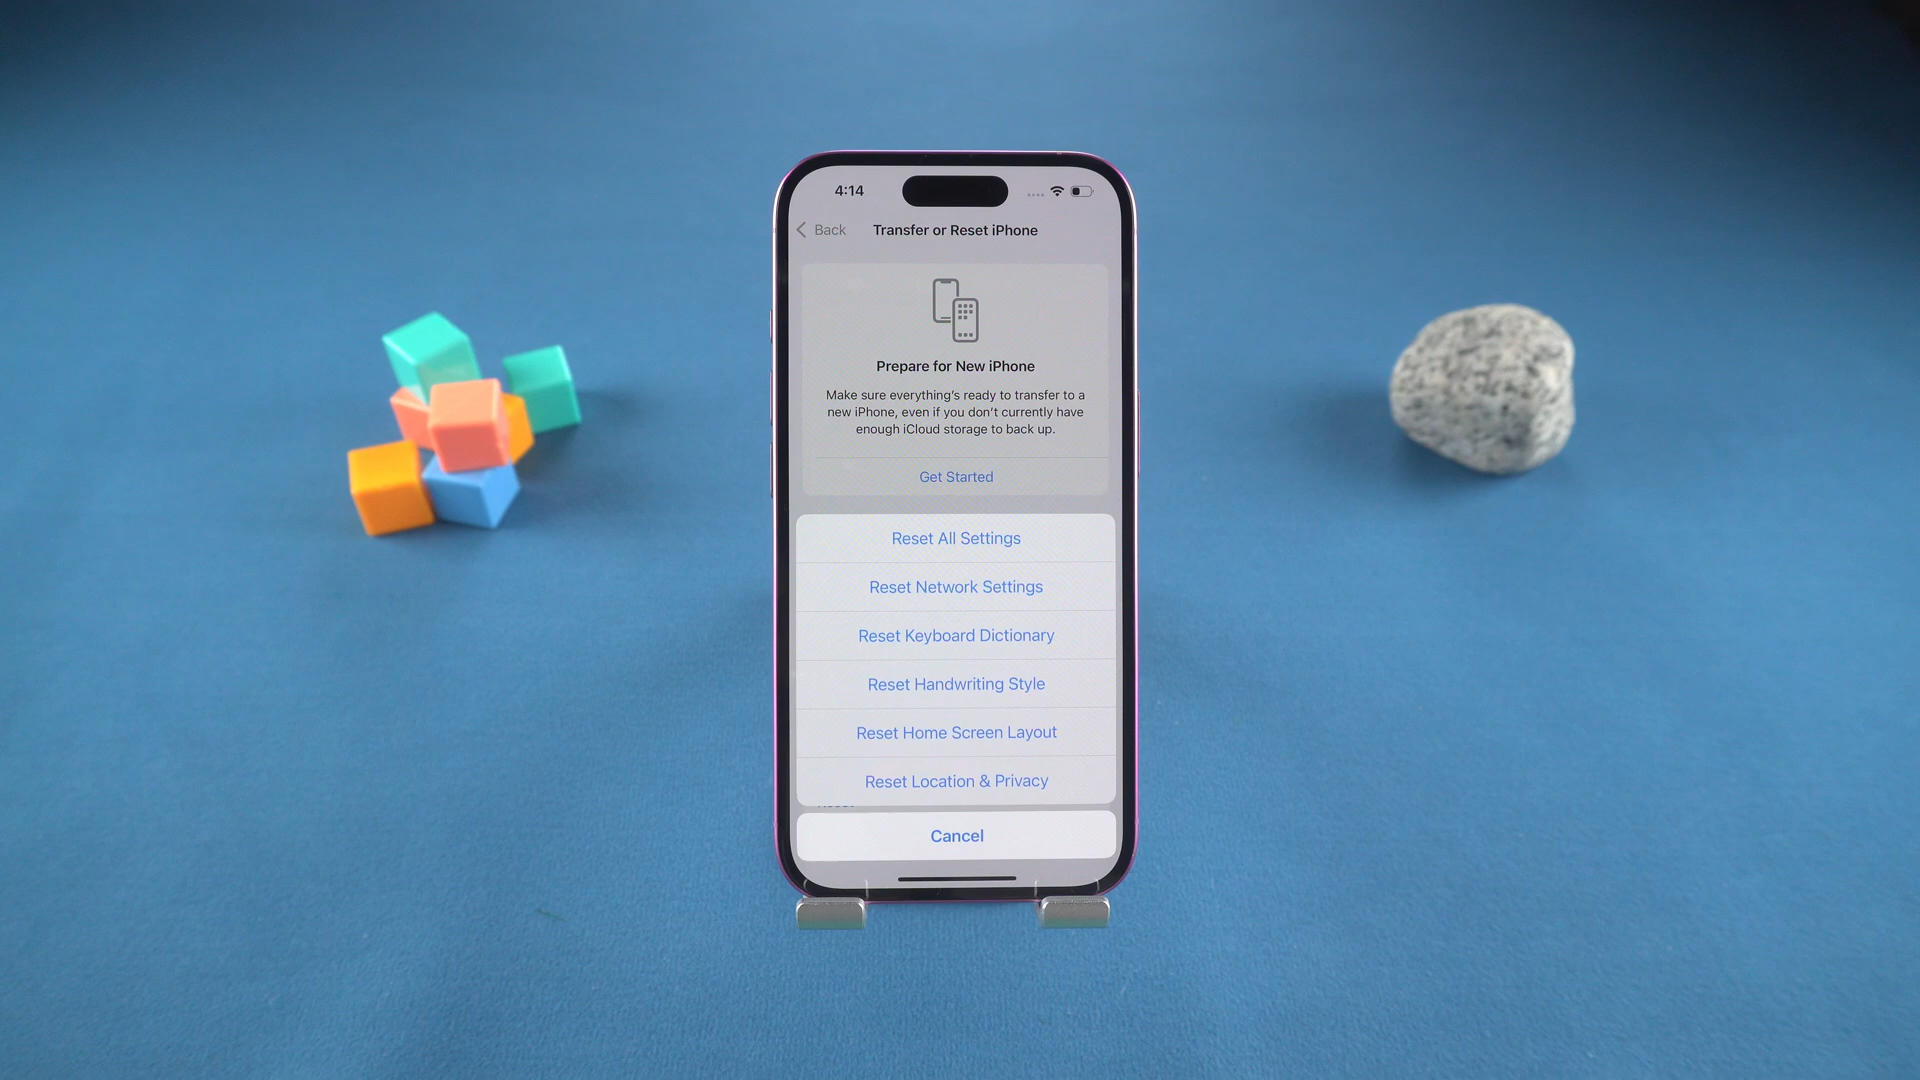 4:14
Back
Transfer or Reset iPhone
Prepare for New iPhone
Make sure everything's ready to transfer to a
new iPhone, even if you don't currently have
enough iCloud storage to back up.
Get Started
Reset All Settings
Reset Network Settings
Reset Keyboard Dictionary
Reset Handwriting Style
Reset Home Screen Layout
Reset Location & Privacy
Cancel